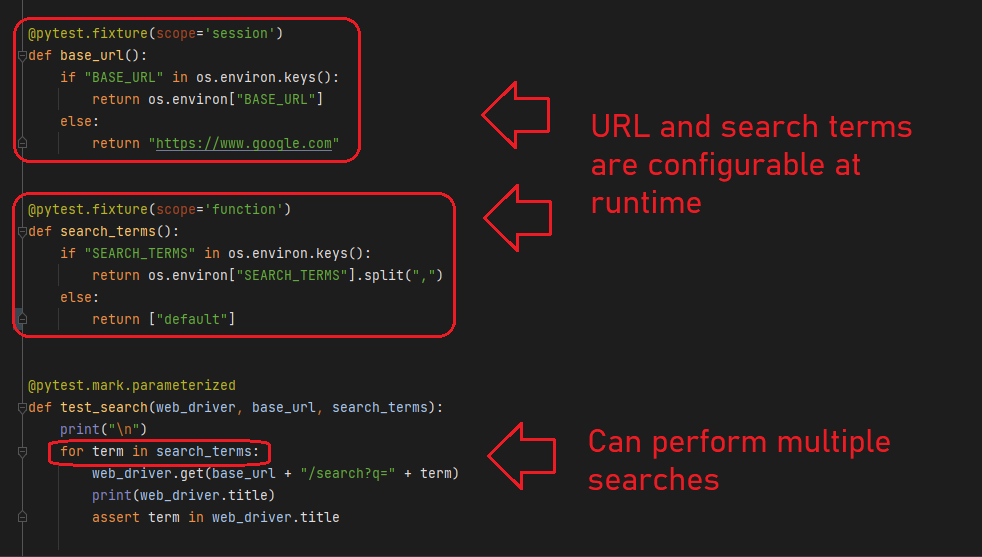 @pytest.fixture(scope='session')
def base_url():
    if "BASE_URL" in os.environ.keys():
        return os.environ["BASE_URL"]
    else:
        return "https://www.google.com"
URL and search terms
are configurable at
runtime
@pytest.fixture(scope='function')
def search_terms():
    if "SEARCH_TERMS" in os.environ.keys():
        return os.environ["SEARCH_TERMS"].split(",")
    else:
        return ["default"]
@pytest.mark.parameterized
def test_search(web_driver, base_url, search_terms):
    print("\n")
    for term in search_terms:
        web_driver.get(base_url + "/search?q=" + term)
        print(web_driver.title)
        assert term in web_driver.title
Can perform multiple
searches